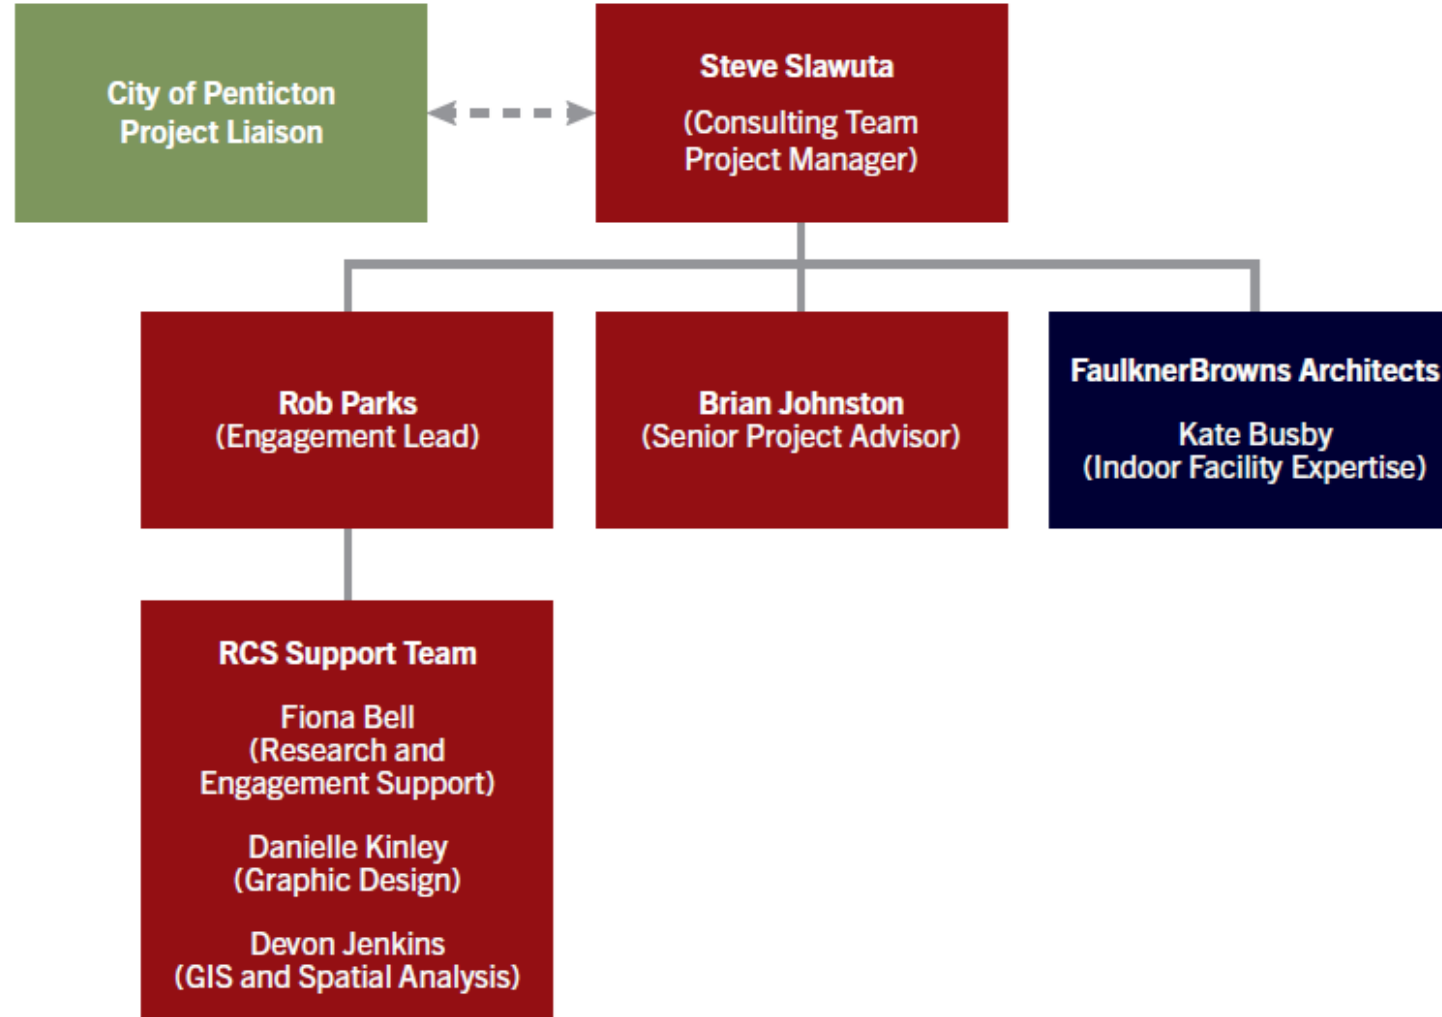 City of Penticton
Project Liaison
Steve Slawuta
(Consulting Team
Project Manager)
Rob Parks
(Engagement Lead)
Brian Johnston
(Senior Project Advisor)
FaulknerBrowns Architects
Kate Busby
(Indoor Facility Expertise)
RCS Support Team
Fiona Bell
(Research and
Engagement Support)
Danielle Kinley
(Graphic Design)
Devon Jenkins
(GIS and Spatial Analysis)